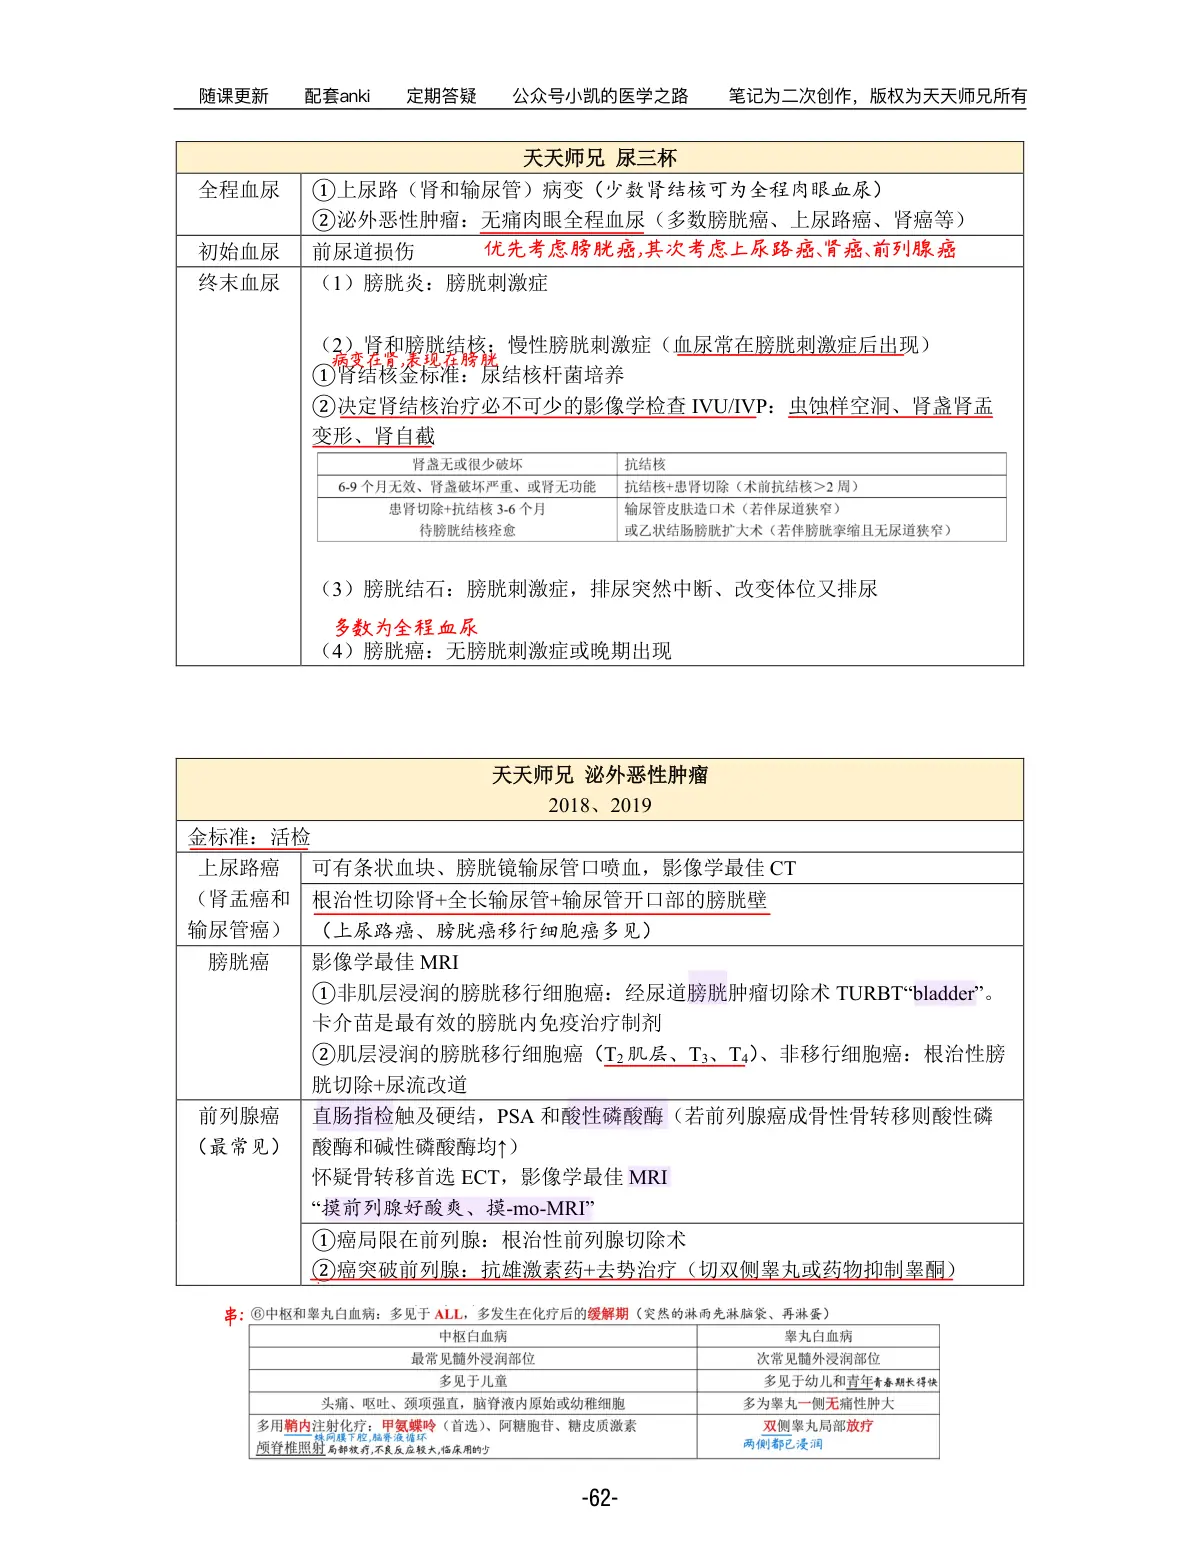 随课更新 配套anki 定期答疑 公众号小凯的医学之路 笔记为二次创作，版权为天天师兄所有
天天师兄 尿三杯
全程血尿 ①上尿路（肾和输尿管）病变（少数肾结核可为全程肉眼血尿）
②泌外恶性肿瘤：无痛肉眼全程血尿（多数膀胱癌、上尿路癌、肾癌等）
初始血尿 前尿道损伤 优先考虑膀胱癌,其次考虑上尿路癌、肾癌、前列腺癌
终末血尿 （1）膀胱炎：膀胱刺激症
（2）肾和膀胱结核：慢性膀胱刺激症（血尿常在膀胱刺激症后出现）
病变在肾,表现在膀胱
①肾结核金标准：尿结核杆菌培养
②决定肾结核治疗必不可少的影像学检查 IVU/IVP：虫蚀样空洞、肾盏肾盂
变形、肾自截
肾盏无或很少破坏 抗结核
6-9 个月无效、肾盏破坏严重、或肾无功能 抗结核+患肾切除（术前抗结核＞2 周）
患肾切除+抗结核 3-6 个月 输尿管皮肤造口术（若伴尿道狭窄）
待膀胱结核痊愈 或乙状结肠膀胱扩大术（若伴膀胱挛缩且无尿道狭窄）
（3）膀胱结石：膀胱刺激症，排尿突然中断、改变体位又排尿
多数为全程血尿
（4）膀胱癌：无膀胱刺激症或晚期出现
天天师兄 泌外恶性肿瘤
2018、2019
金标准：活检
上尿路癌 可有条状血块、膀胱镜输尿管口喷血，影像学最佳 CT
（肾盂癌和 根治性切除肾+全长输尿管+输尿管开口部的膀胱壁
输尿管癌） （上尿路癌、膀胱癌移行细胞癌多见）
膀胱癌 影像学最佳 MRI
①非肌层浸润的膀胱移行细胞癌：经尿道膀胱肿瘤切除术 TURBT“bladder”。
卡介苗是最有效的膀胱内免疫治疗制剂
②肌层浸润的膀胱移行细胞癌（T2 肌层、T3、T4）、非移行细胞癌：根治性膀
胱切除+尿流改道
前列腺癌 直肠指检触及硬结，PSA 和酸性磷酸酶（若前列腺癌成骨性骨转移则酸性磷
（最常见） 酸酶和碱性磷酸酶均↑）
怀疑骨转移首选 ECT，影像学最佳 MRI
“摸前列腺好酸爽、摸-mo-MRI”
①癌局限在前列腺：根治性前列腺切除术
②癌突破前列腺：抗雄激素药+去势治疗（切双侧睾丸或药物抑制睾酮）
串: ⑥中枢和睾丸白血病：多见于 ALL，多发生在化疗后的缓解期（突然的淋雨先淋脑袋、再淋蛋）
中枢白血病 睾丸白血病
最常见髓外浸润部位 次常见髓外浸润部位
多见于儿童 多见于幼儿和青年青春期长得快
头痛、呕吐、颈项强直，脑脊液内原始或幼稚细胞 多为睾丸一侧无痛性肿大
多用鞘内注射化疗：甲氨蝶呤（首选）、阿糖胞苷、糖皮质激素 双侧睾丸局部放疗
蛛网膜下腔,脑脊液循环 两侧都已浸润
颅脊椎照射 局部放疗,不良反应较大,临床用的少
-62-